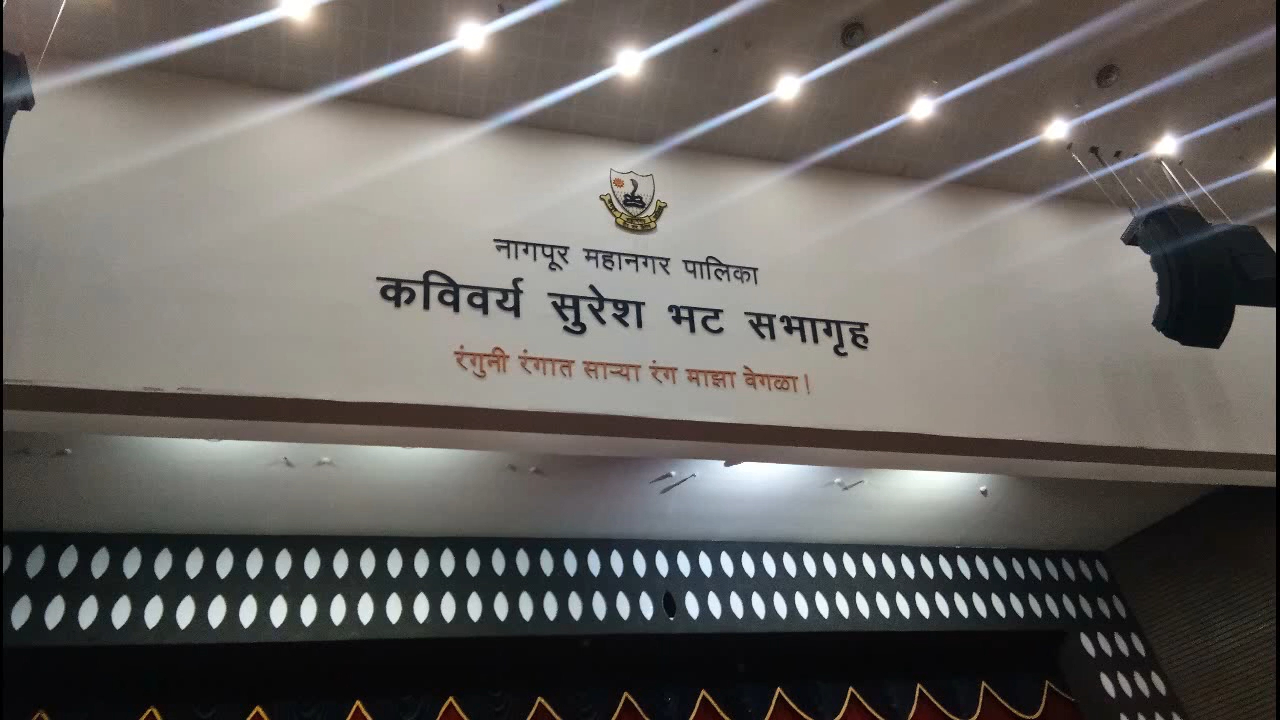 नागपूर महानगर पालिका
कविवर्य सुरेश भट सभागृह
रंगुनी रंगात साऱ्या रंग माझा वेगळा!